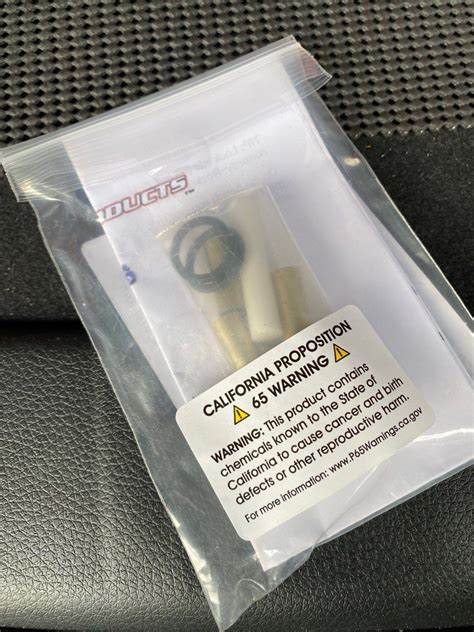 ODUCTS™
CALIFORNIA PROPOSITION
⚠ 65 WARNING ⚠
WARNING: This product contains
chemicals known to the State of
California to cause cancer and birth
defects or other reproductive harm.
For more information: www.P65Warnings.ca.gov